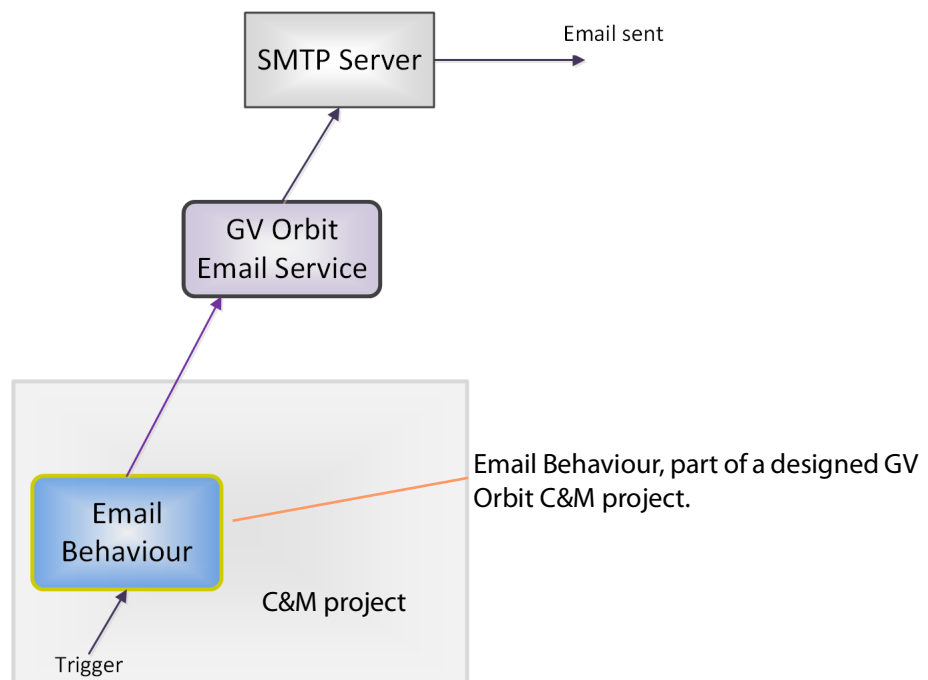 Email sent
SMTP Server
GV Orbit
Email Service
Email Behaviour, part of a designed GV
Orbit C&M project.
Email
Behaviour
C&M project
Trigger